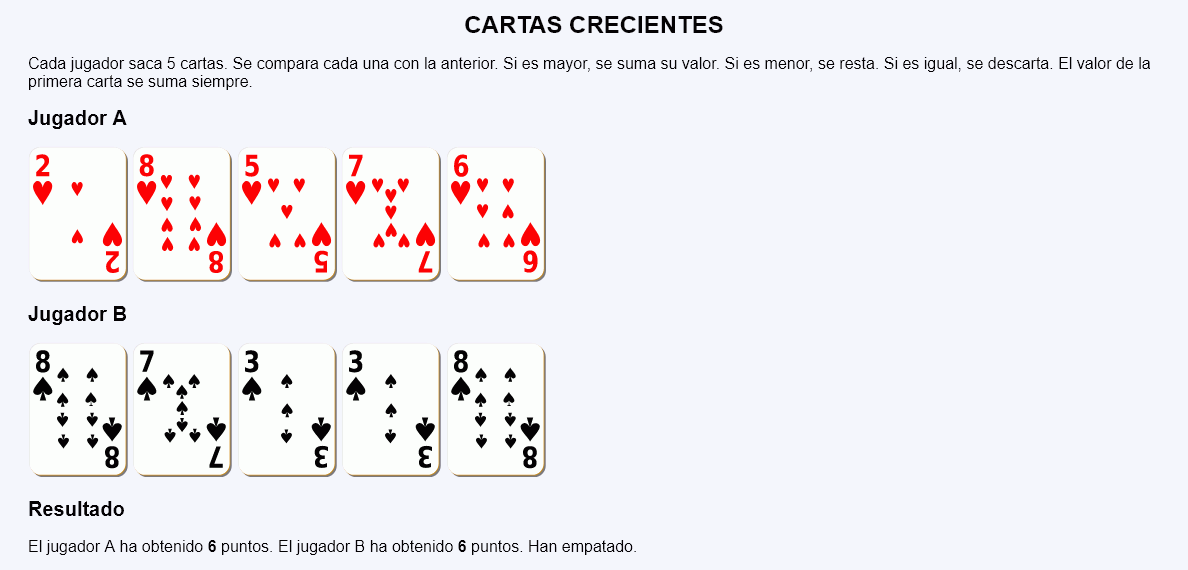 CARTAS CRECIENTES
Cada jugador saca 5 cartas. Se compara cada una con la anterior. Si es mayor, se suma su valor. Si es menor, se resta. Si es igual, se descarta. El valor de la
primera carta se suma siempre.
Jugador A
2 8 5 7 6
2 8 5 7 6
Jugador B
8 7 3 3 8
8 7 3 3 8
Resultado
El jugador A ha obtenido 6 puntos. El jugador B ha obtenido 6 puntos. Han empatado.